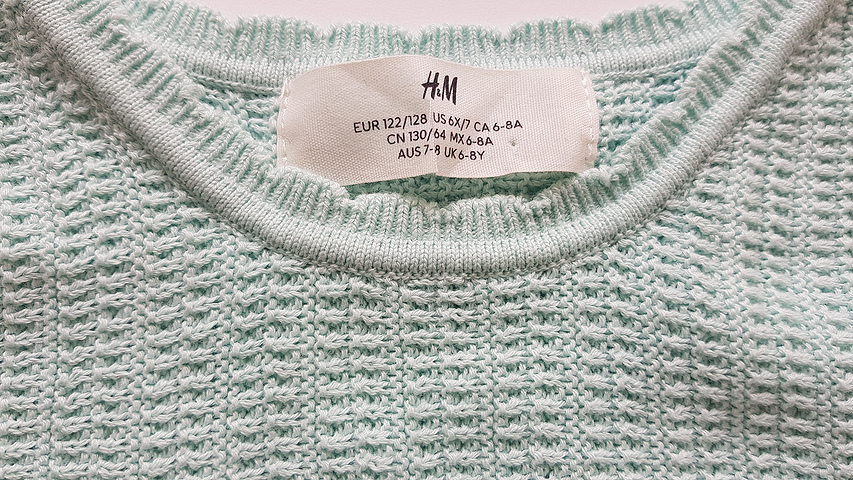 H&M
EUR 122/128 US 6X/7 CA 6-8A
CN 130/64 MX 6-8A
AUS 7-8 UK 6-8Y